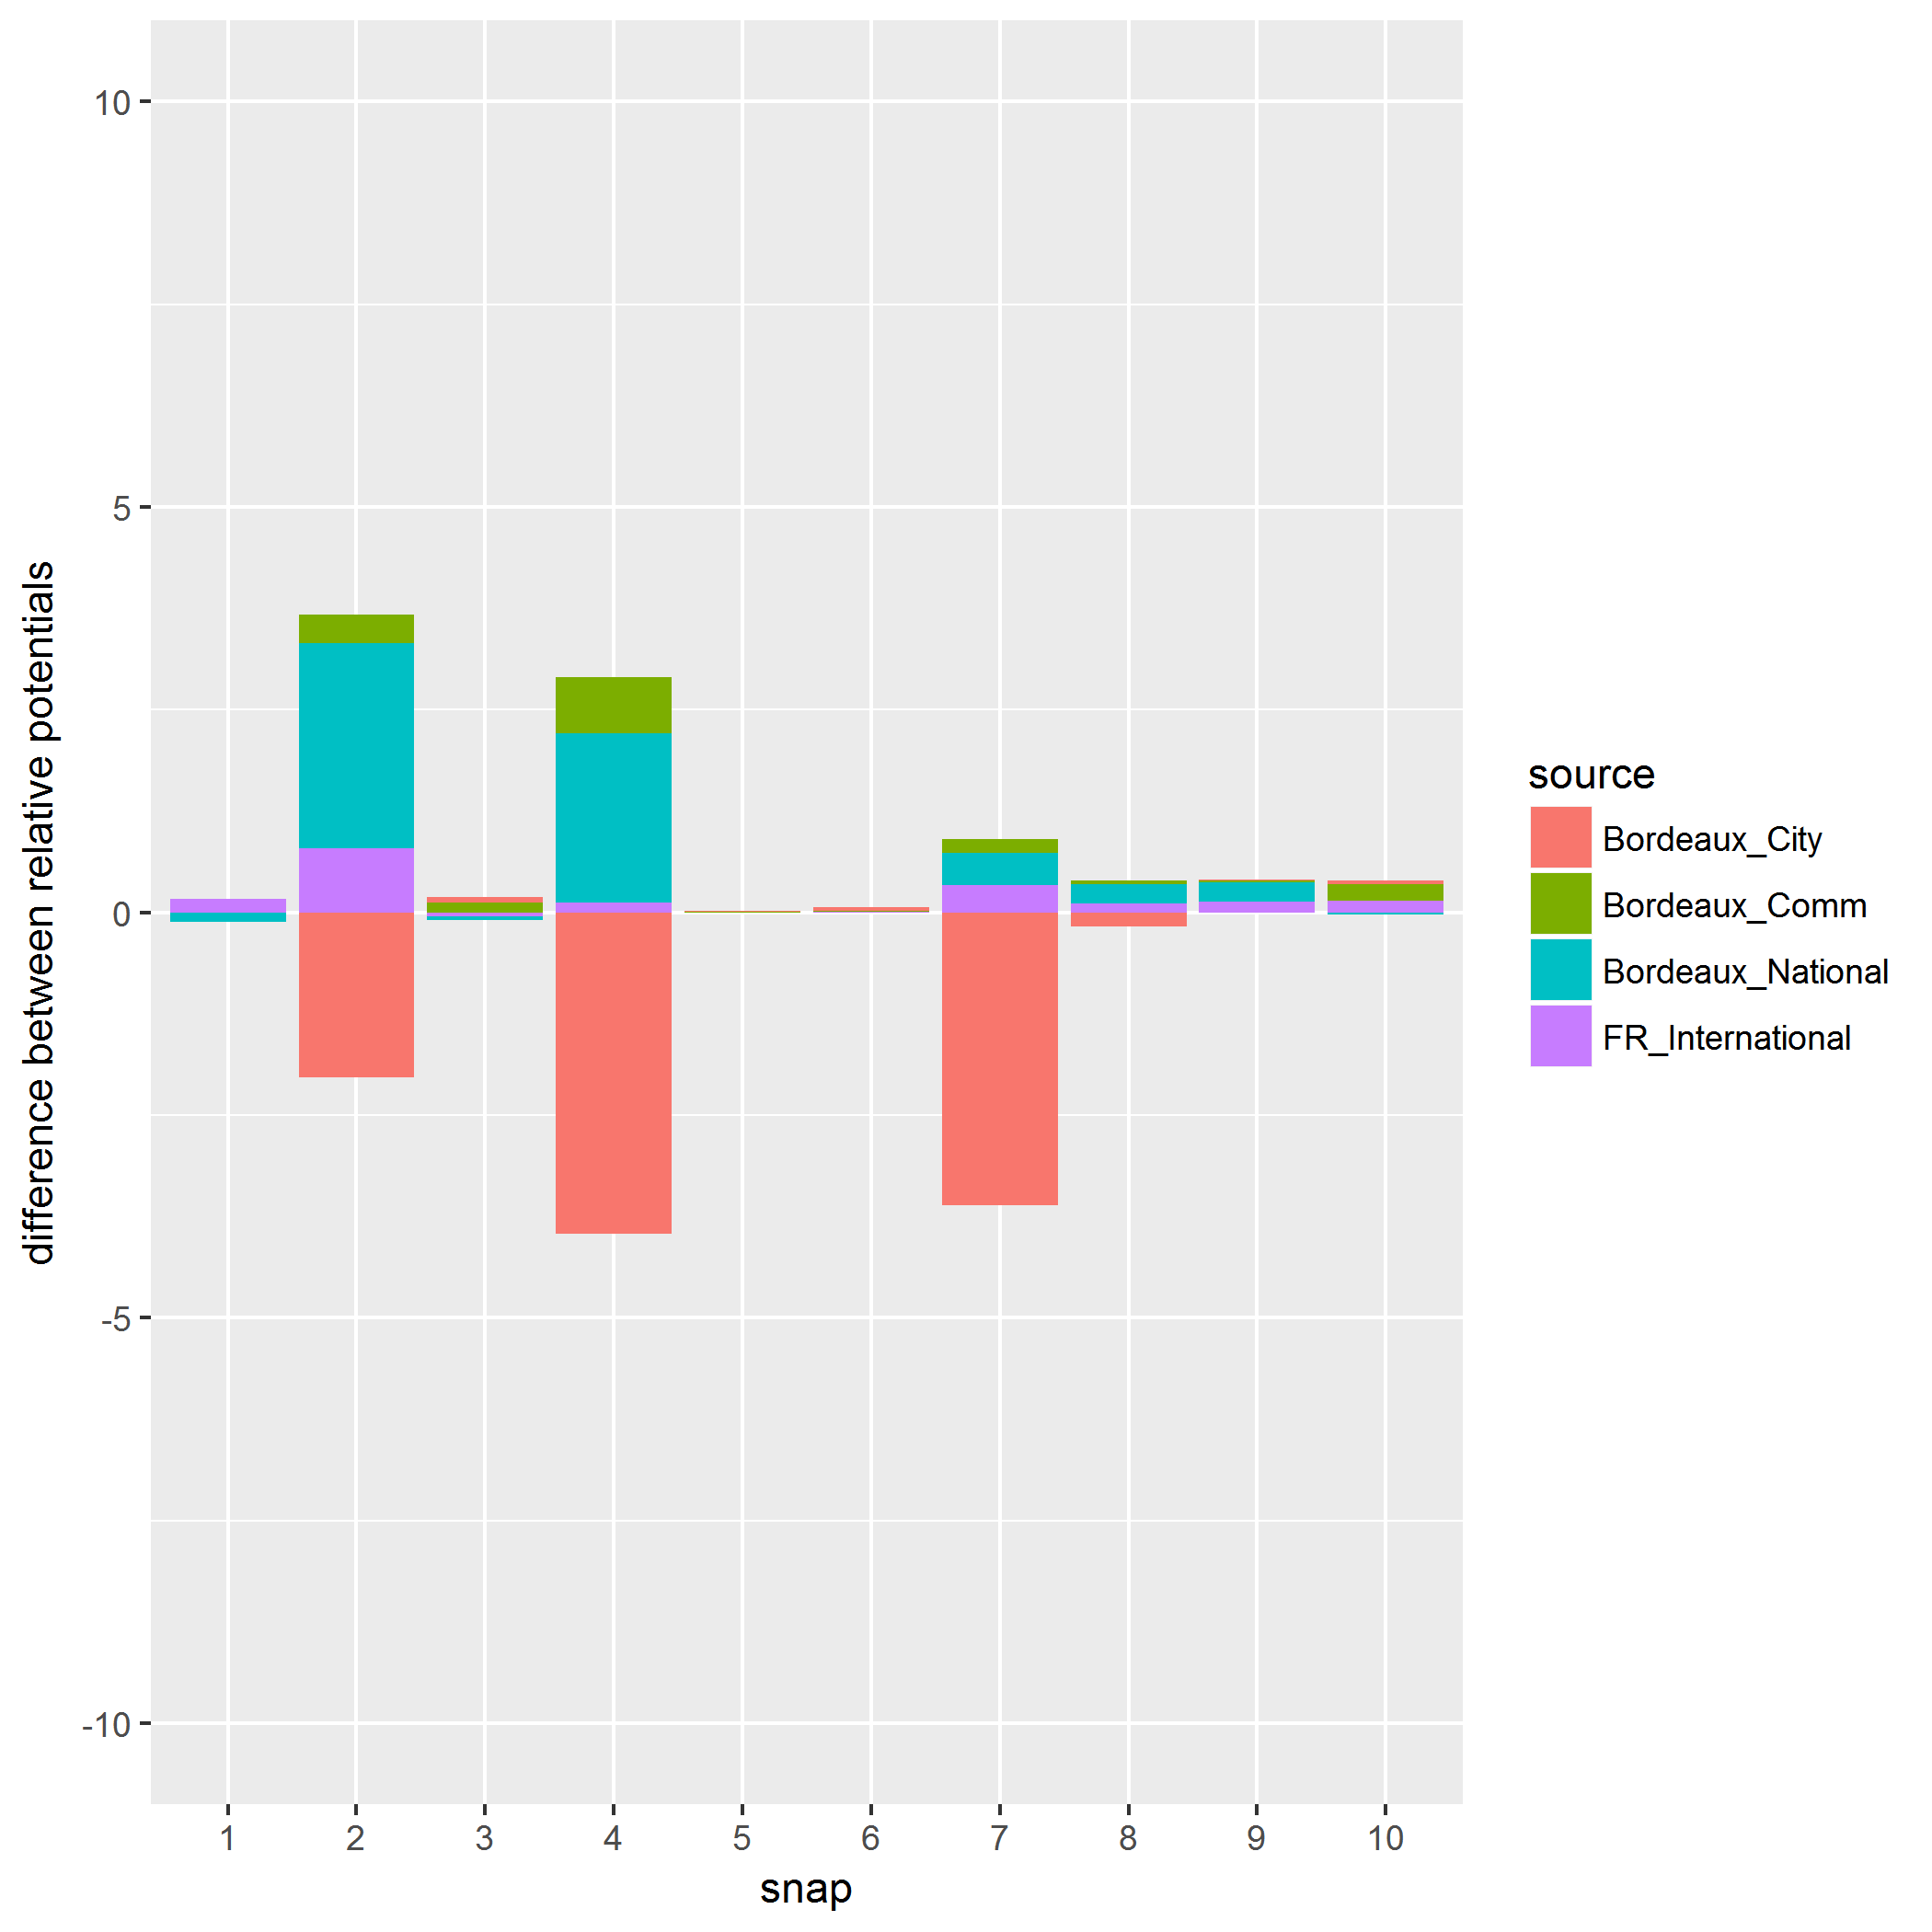 difference between relative potentials
10
5
0
-5
-10
1 2 3 4 5 6 7 8 9 10
snap
source
Bordeaux_City
Bordeaux_Comm
Bordeaux_National
FR_International